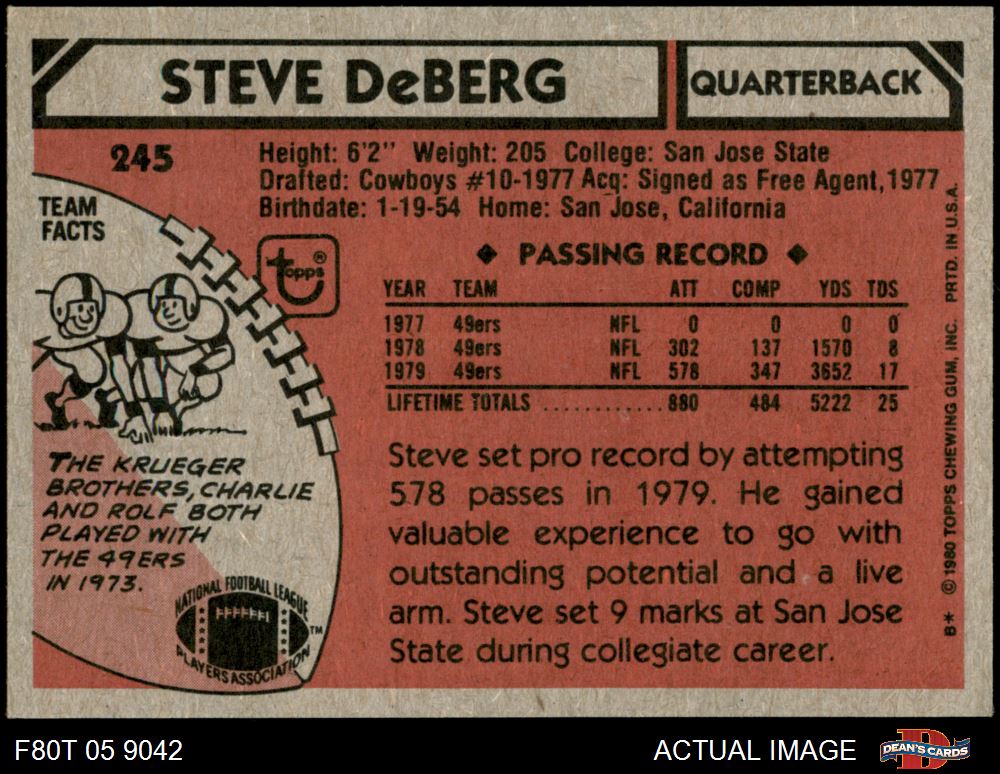 STEVE DeBERG
QUARTERBACK
245
Height: 6'2" Weight: 205 College: San Jose State
Drafted: Cowboys #10-1977 Acq: Signed as Free Agent, 1977
Birthdate: 1-19-54 Home: San Jose, California
TEAM
FACTS
Topps®
◆ PASSING RECORD ◆
YEAR TEAM ATT COMP YDS TDS
1977 49ers NFL 0 0 0 0
1978 49ers NFL 302 137 1570 8
1979 49ers NFL 578 347 3652 17
LIFETIME TOTALS ............ 880 484 5222 25
Steve set pro record by attempting
578 passes in 1979. He gained
valuable experience to go with
outstanding potential and a live
arm. Steve set 9 marks at San Jose
State during collegiate career.
THE KRUEGER
BROTHERS, CHARLIE
AND ROLF BOTH
PLAYED WITH
THE 49ERS
IN 1973.
NATIONAL FOOTBALL LEAGUE
PLAYERS ASSOCIATION™
B* © 1980 TOPPS CHEWING GUM, INC. PRTD. IN U.S.A.
F80T 05 9042
ACTUAL IMAGE
DEAN'S CARDS